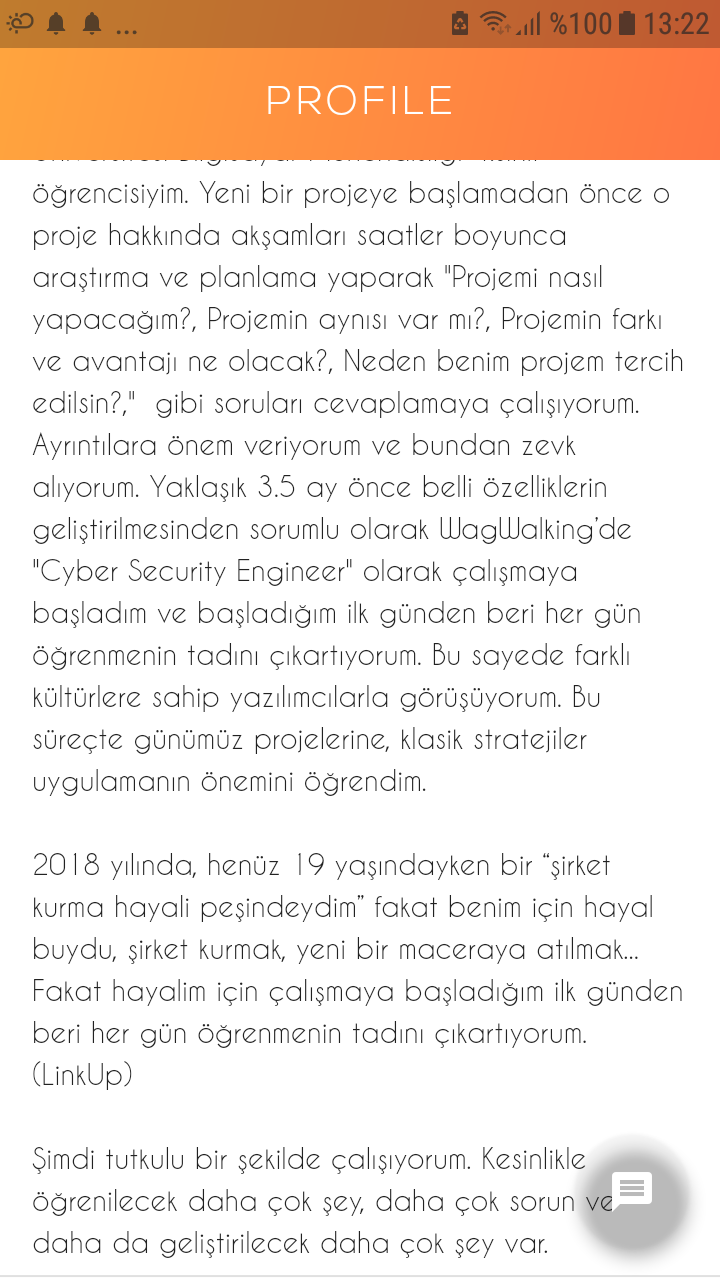 ... %100 13:22
PROFILE
öğrencisiyim. Yeni bir projeye başlamadan önce o
proje hakkında akşamları saatler boyunca
araştırma ve planlama yaparak "Projemi nasıl
yapacağım?, Projemin aynısı var mı?, Projemin farkı
ve avantajı ne olacak?, Neden benim projem tercih
edilsin?,"  gibi soruları cevaplamaya çalışıyorum.
Ayrıntılara önem veriyorum ve bundan zevk
alıyorum. Yaklaşık 3.5 ay önce belli özelliklerin
geliştirilmesinden sorumlu olarak WagWalking’de
"Cyber Security Engineer" olarak çalışmaya
başladım ve başladığım ilk günden beri her gün
öğrenmenin tadını çıkartıyorum. Bu sayede farklı
kültürlere sahip yazılımcılarla görüşüyorum. Bu
süreçte günümüz projelerine, klasik stratejiler
uygulamanın önemini öğrendim.
2018 yılında, henüz 19 yaşındayken bir “şirket
kurma hayali peşindeydim” fakat benim için hayal
buydu, şirket kurmak, yeni bir maceraya atılmak...
Fakat hayalim için çalışmaya başladığım ilk günden
beri her gün öğrenmenin tadını çıkartıyorum.
(LinkUp)
Şimdi tutkulu bir şekilde çalışıyorum. Kesinlikle
öğrenilecek daha çok şey, daha çok sorun ve
daha da geliştirilecek daha çok şey var.